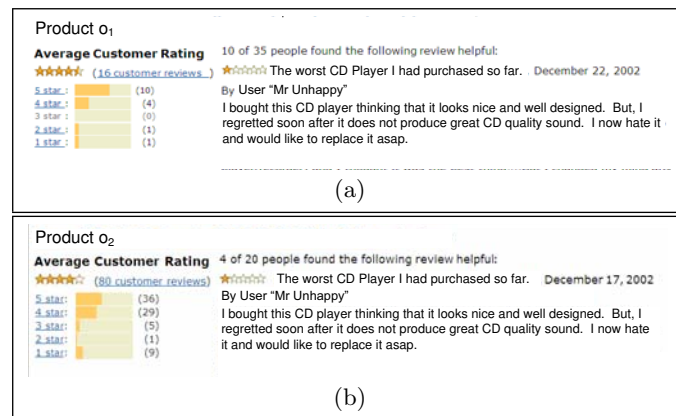 Product o₁
Average Customer Rating
(16 customer reviews )
5 star : (10)
4 star : (4)
3 star : (0)
2 star : (1)
1 star : (1)
10 of 35 people found the following review helpful:
The worst CD Player I had purchased so far. December 22, 2002
By User “Mr Unhappy”
I bought this CD player thinking that it looks nice and well designed. But, I
regretted soon after it does not produce great CD quality sound. I now hate it
and would like to replace it asap.
(a)
Product o₂
Average Customer Rating
(80 customer reviews)
5 star: (36)
4 star: (29)
3 star: (5)
2 star: (1)
1 star: (9)
4 of 20 people found the following review helpful:
The worst CD Player I had purchased so far. December 17, 2002
By User “Mr Unhappy”
I bought this CD player thinking that it looks nice and well designed. But, I
regretted soon after it does not produce great CD quality sound. I now hate
it and would like to replace it asap.
(b)